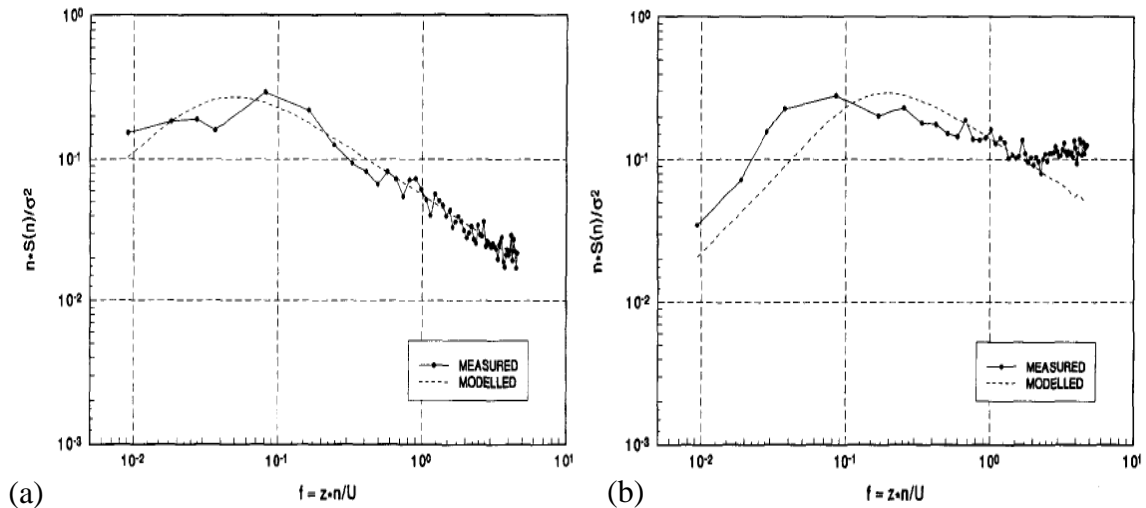 10⁰
10⁻¹
10⁻²
10⁻³
n•S(n)/σ²
10⁻²
10⁻¹
10⁰
10¹
f = z•n/U
MEASURED
MODELLED
(a)
10⁰
10⁻¹
10⁻²
10⁻³
n•S(n)/σ²
10⁻²
10⁻¹
10⁰
10¹
f = z•n/U
MEASURED
MODELLED
(b)